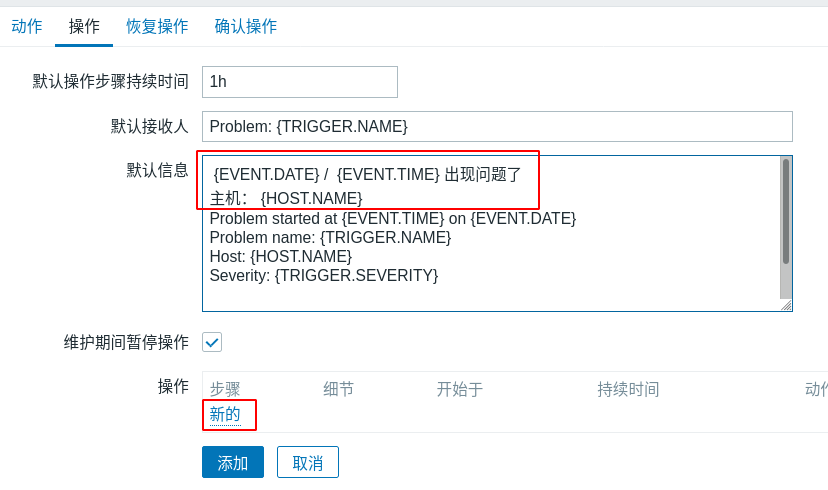 动作 操作 恢复操作 确认操作
默认操作步骤持续时间 1h
默认接收人 Problem: {TRIGGER.NAME}
默认信息 {EVENT.DATE} / {EVENT.TIME} 出现问题了
主机： {HOST.NAME}
Problem started at {EVENT.TIME} on {EVENT.DATE}
Problem name: {TRIGGER.NAME}
Host: {HOST.NAME}
Severity: {TRIGGER.SEVERITY}
维护期间暂停操作
操作 步骤 细节 开始于 持续时间 动作
新的
添加 取消